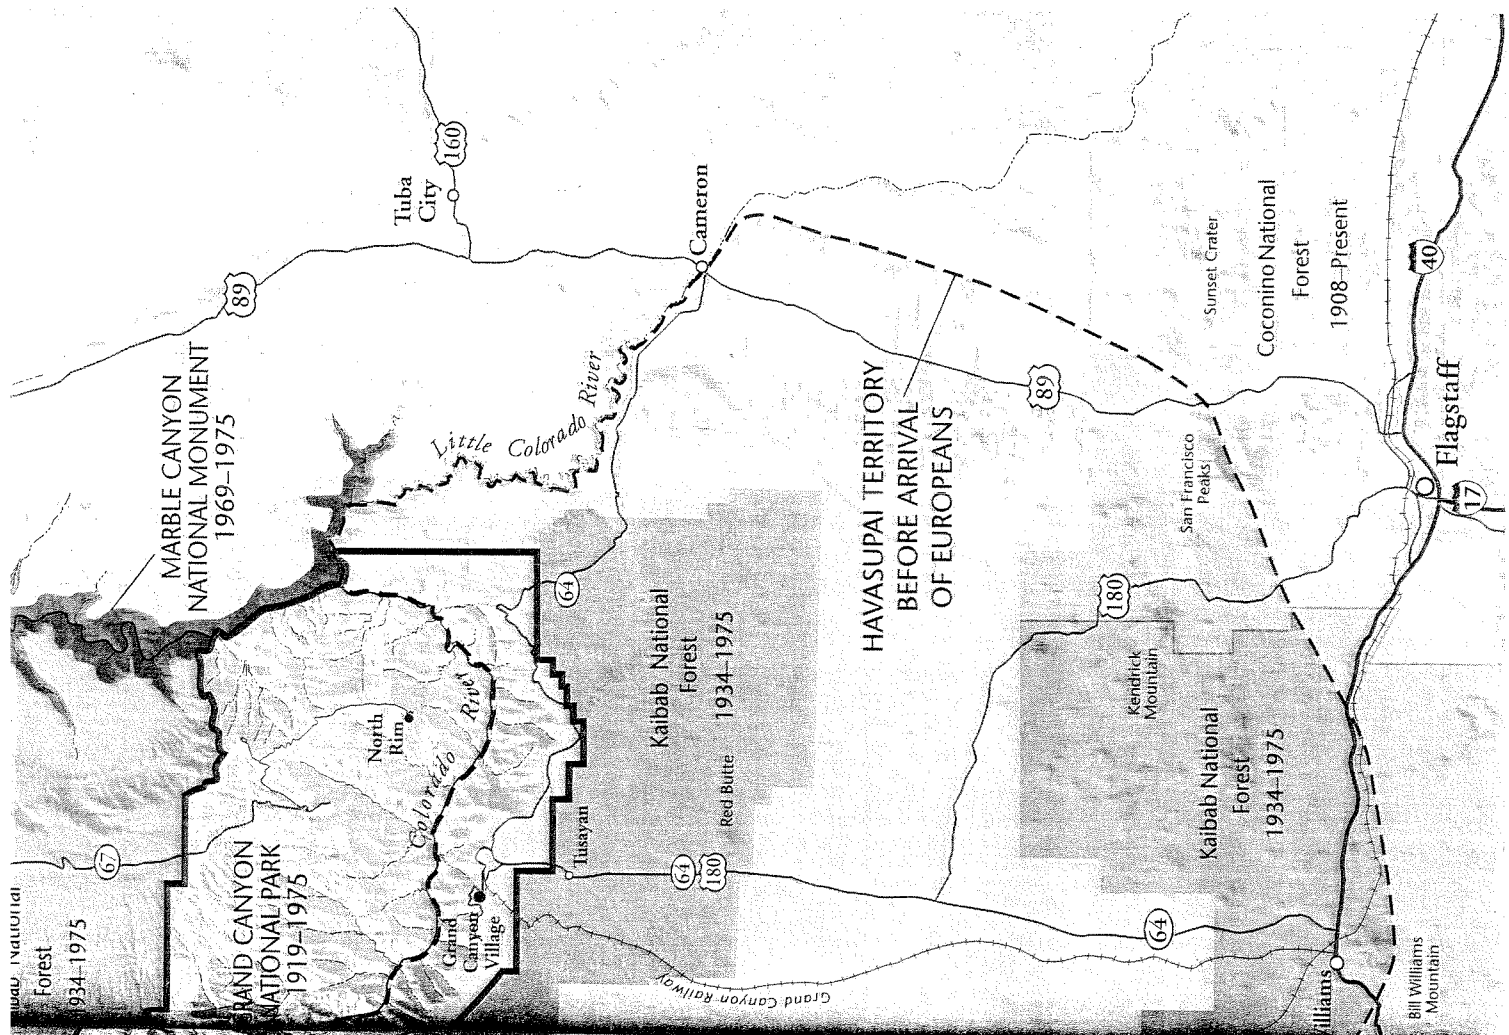 160
Tuba
City
89
Cameron
MARBLE CANYON
NATIONAL MONUMENT
1969–1975
Little Colorado River
Sunset Crater
Coconino National
Forest
1908–Present
40
HAVASUPAI TERRITORY
BEFORE ARRIVAL
OF EUROPEANS
89
San Francisco
Peaks
Flagstaff
17
64
Kaibab National
Forest
1934–1975
180
Kendrick
Mountain
Kaibab National
Forest
1934–1975
North
Rim
Colorado River
Red Butte
67
Tusayan
64
180
GRAND CANYON
NATIONAL PARK
1919–1975
Grand
Canyon
Village
64
National
Forest
1934–1975
Grand Canyon Railway
lliams
Bill Williams
Mountain